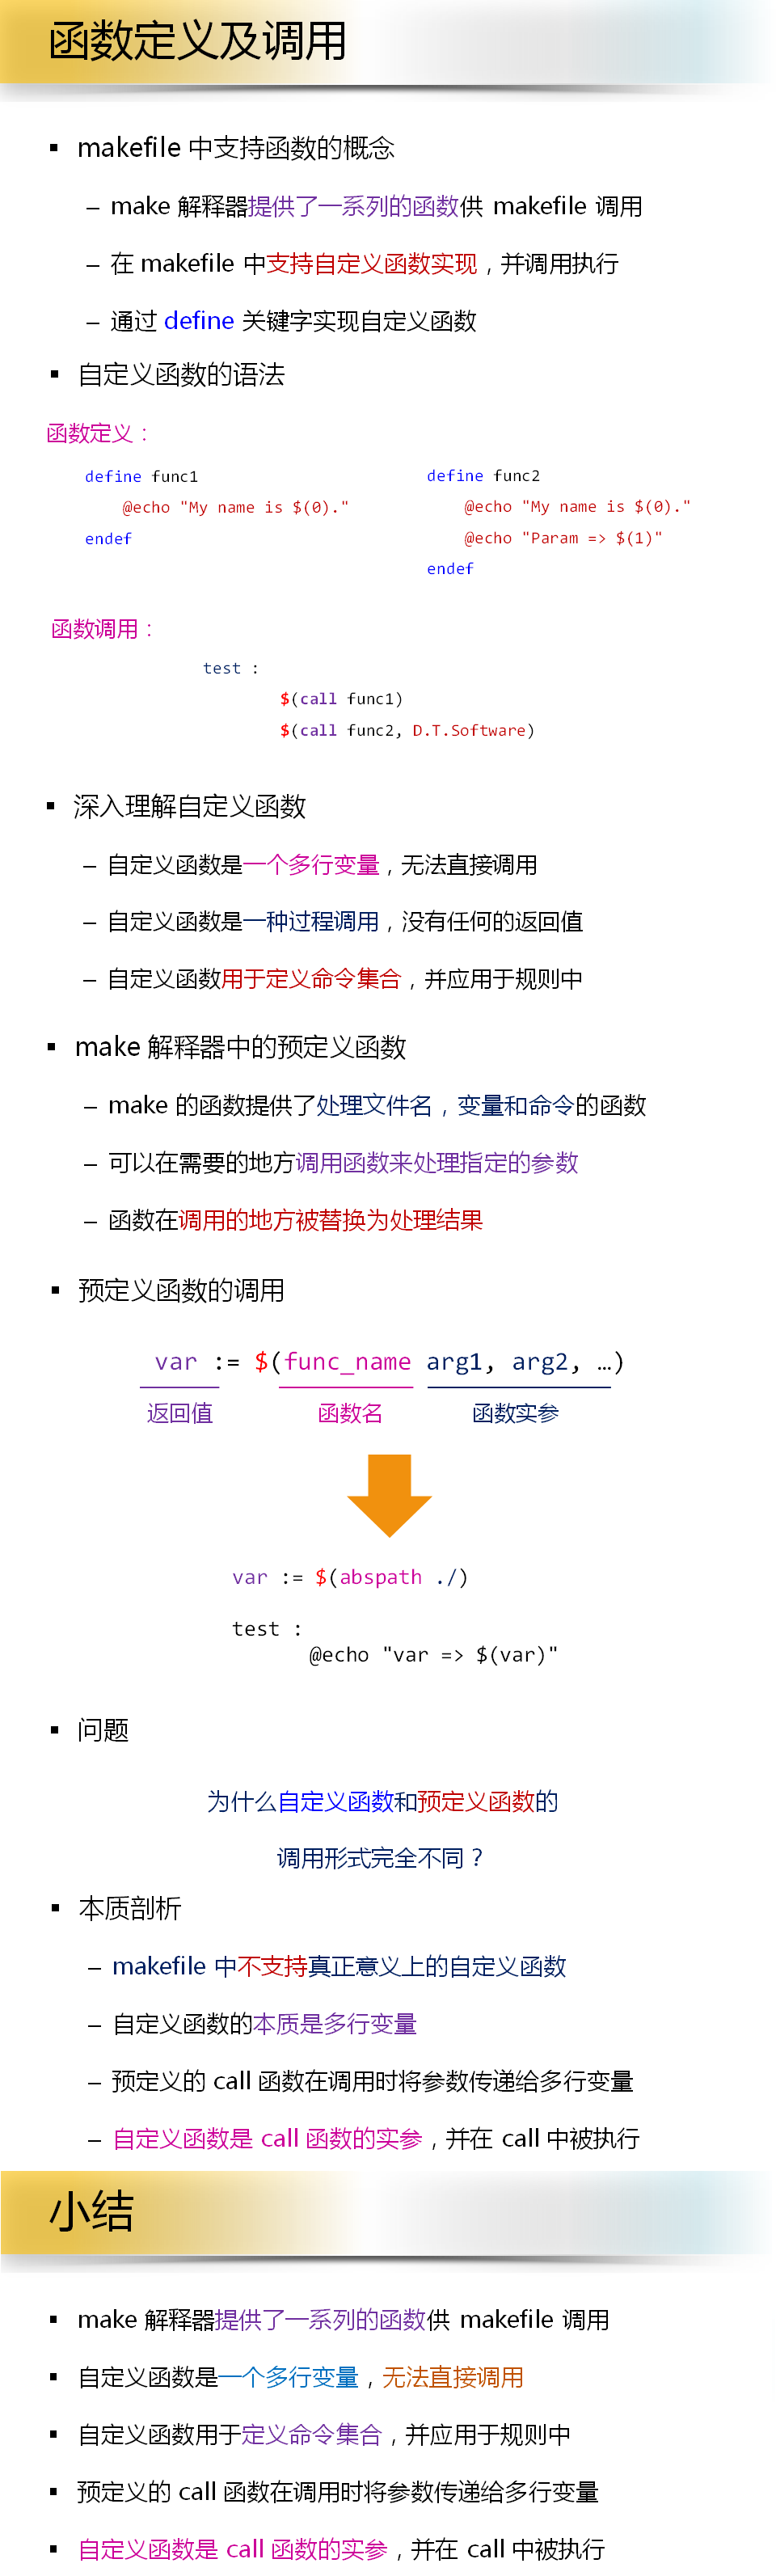 函数定义及调用
▪ makefile 中支持函数的概念
– make 解释器提供了一系列的函数供 makefile 调用
– 在 makefile 中支持自定义函数实现，并调用执行
– 通过 define 关键字实现自定义函数
▪ 自定义函数的语法
函数定义：
define func1
@echo "My name is $(0)."
endef
define func2
@echo "My name is $(0)."
@echo "Param => $(1)"
endef
函数调用：
test :
$(call func1)
$(call func2, D.T.Software)
▪ 深入理解自定义函数
– 自定义函数是一个多行变量，无法直接调用
– 自定义函数是一种过程调用，没有任何的返回值
– 自定义函数用于定义命令集合，并应用于规则中
▪ make 解释器中的预定义函数
– make 的函数提供了处理文件名，变量和命令的函数
– 可以在需要的地方调用函数来处理指定的参数
– 函数在调用的地方被替换为处理结果
▪ 预定义函数的调用
var := $(func_name arg1, arg2, …)
返回值 函数名 函数实参
var := $(abspath ./)
test :
@echo "var => $(var)"
▪ 问题
为什么自定义函数和预定义函数的
调用形式完全不同？
▪ 本质剖析
– makefile 中不支持真正意义上的自定义函数
– 自定义函数的本质是多行变量
– 预定义的 call 函数在调用时将参数传递给多行变量
– 自定义函数是 call 函数的实参，并在 call 中被执行
小结
▪ make 解释器提供了一系列的函数供 makefile 调用
▪ 自定义函数是一个多行变量，无法直接调用
▪ 自定义函数用于定义命令集合，并应用于规则中
▪ 预定义的 call 函数在调用时将参数传递给多行变量
▪ 自定义函数是 call 函数的实参，并在 call 中被执行